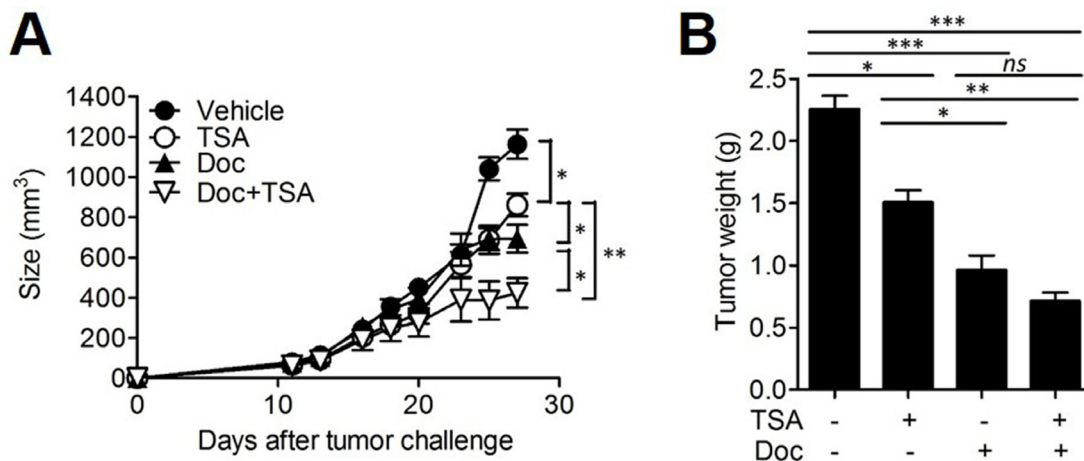 A
Size (mm³)
1400
1200
1000
800
600
400
200
0
Vehicle
TSA
Doc
Doc+TSA
*
*
*
**
0
10
20
30
Days after tumor challenge
B
***
***
*
ns
**
*
Tumor weight (g)
2.5
2.0
1.5
1.0
0.5
0.0
TSA - + - +
Doc - - + +